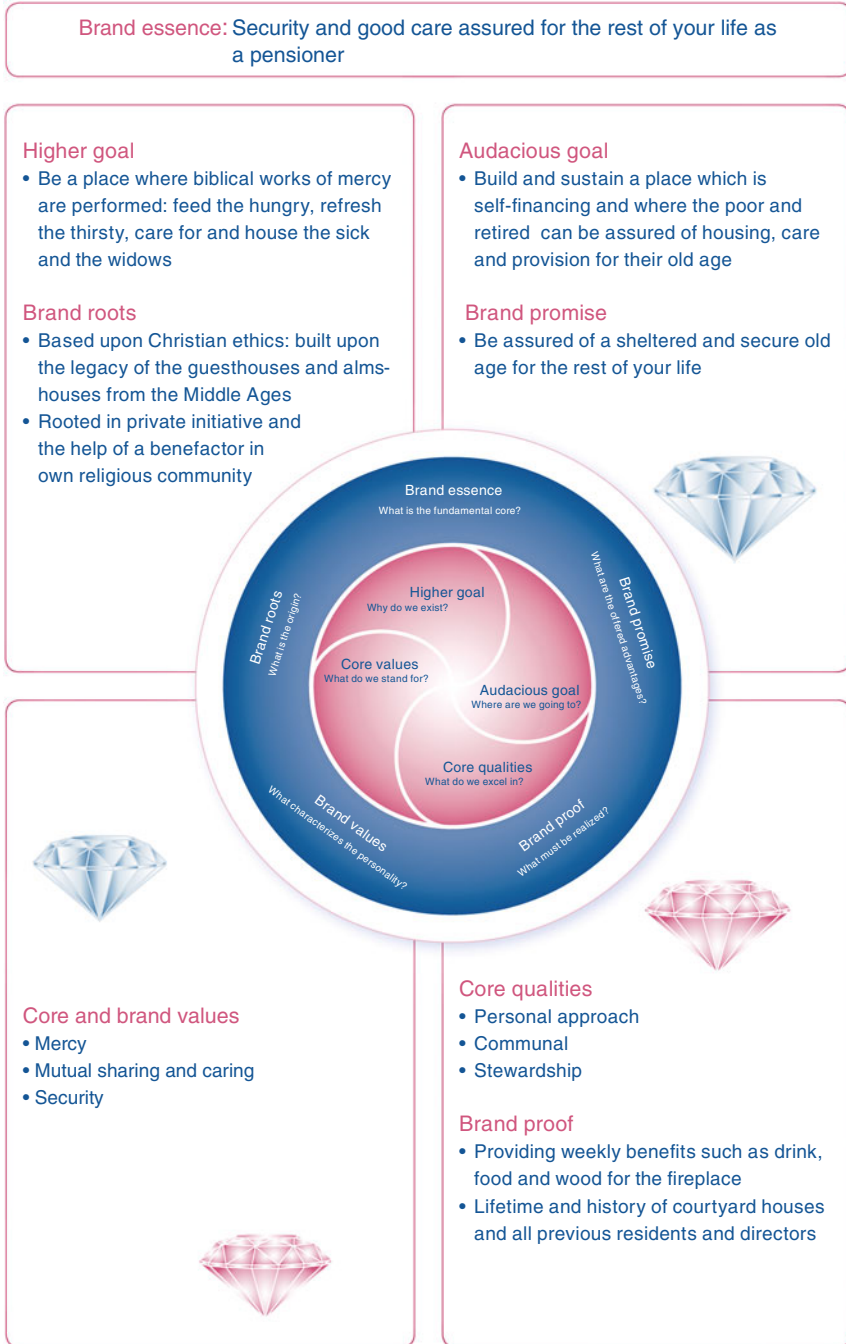 Brand essence: Security and good care assured for the rest of your life as
a pensioner
Higher goal
• Be a place where biblical works of mercy
are performed: feed the hungry, refresh
the thirsty, care for and house the sick
and the widows
Brand roots
• Based upon Christian ethics: built upon
the legacy of the guesthouses and alms-
houses from the Middle Ages
• Rooted in private initiative and
the help of a benefactor in
own religious community
Audacious goal
• Build and sustain a place which is
self-financing and where the poor and
retired can be assured of housing, care
and provision for their old age
Brand promise
• Be assured of a sheltered and secure old
age for the rest of your life
Brand essence
What is the fundamental core?
Brand promise
What are the offered advantages?
Brand proof
What must be realized?
Brand values
What characterizes the personality?
Brand roots
What is the origin?
Higher goal
Why do we exist?
Core values
What do we stand for?
Audacious goal
Where are we going to?
Core qualities
What do we excel in?
Core and brand values
• Mercy
• Mutual sharing and caring
• Security
Core qualities
• Personal approach
• Communal
• Stewardship
Brand proof
• Providing weekly benefits such as drink,
food and wood for the fireplace
• Lifetime and history of courtyard houses
and all previous residents and directors